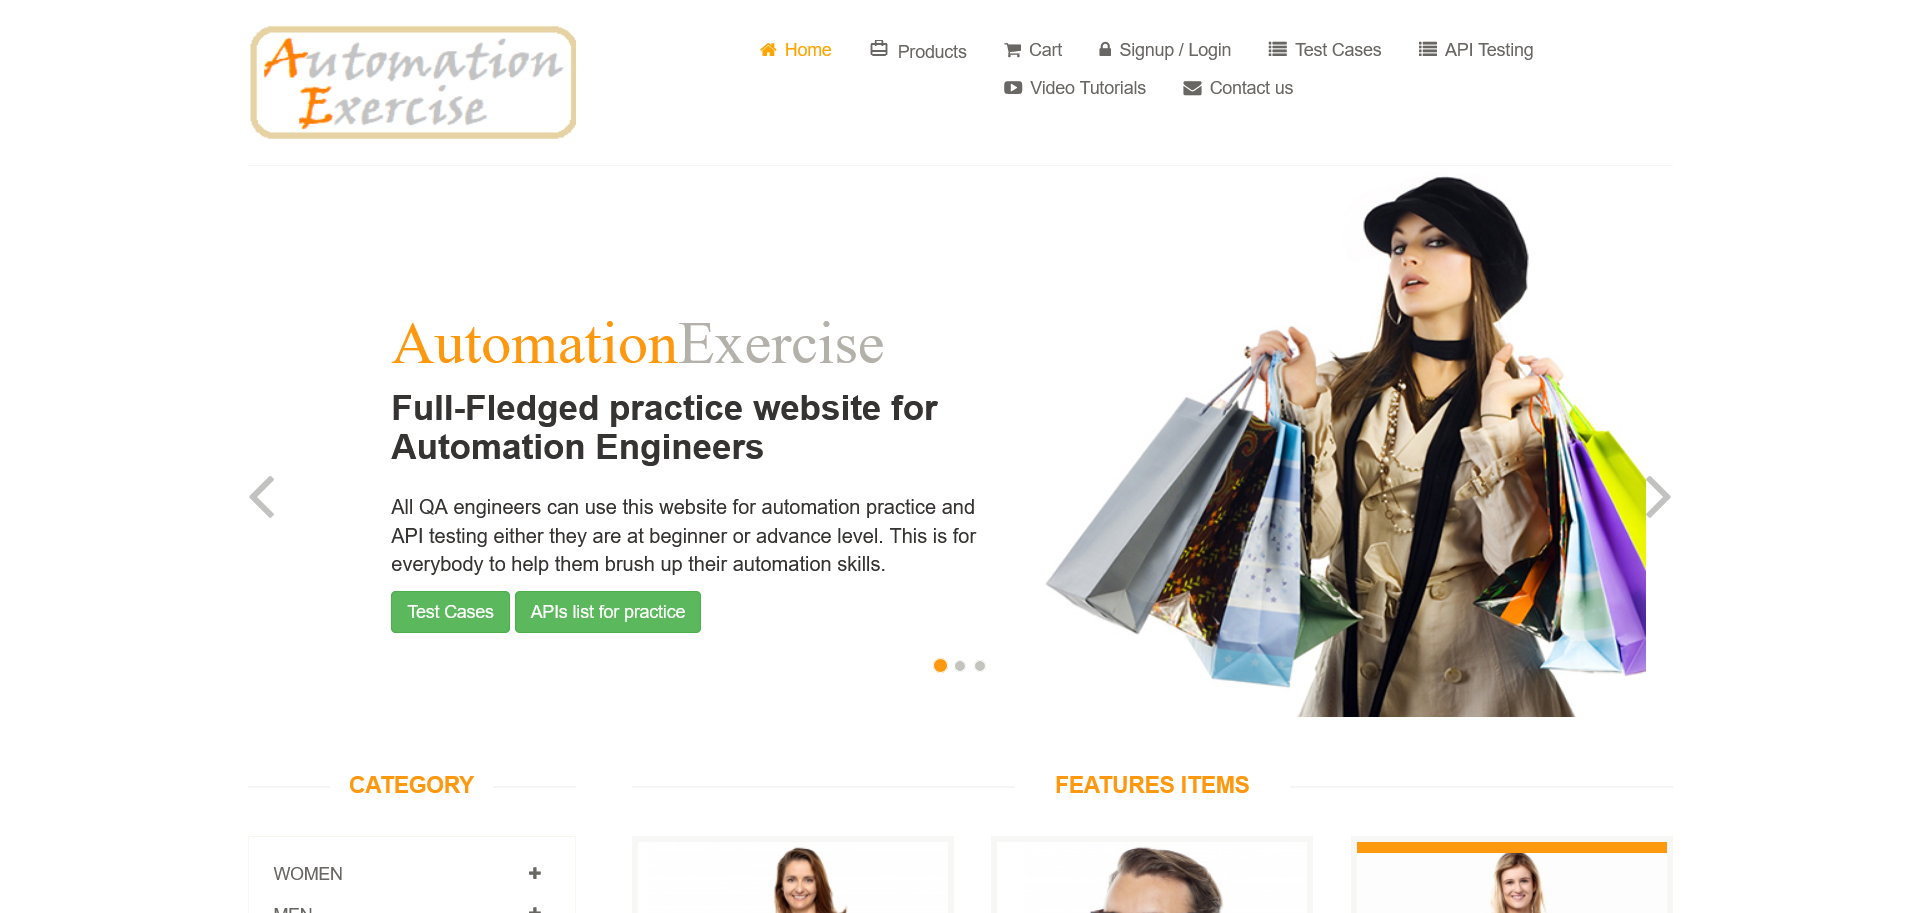 Automation
Exercise
Home
Products
Cart
Signup / Login
Test Cases
API Testing
Video Tutorials
Contact us
AutomationExercise
Full-Fledged practice website for
Automation Engineers
All QA engineers can use this website for automation practice and
API testing either they are at beginner or advance level. This is for
everybody to help them brush up their automation skills.
Test Cases
APIs list for practice
CATEGORY
FEATURES ITEMS
WOMEN
MEN